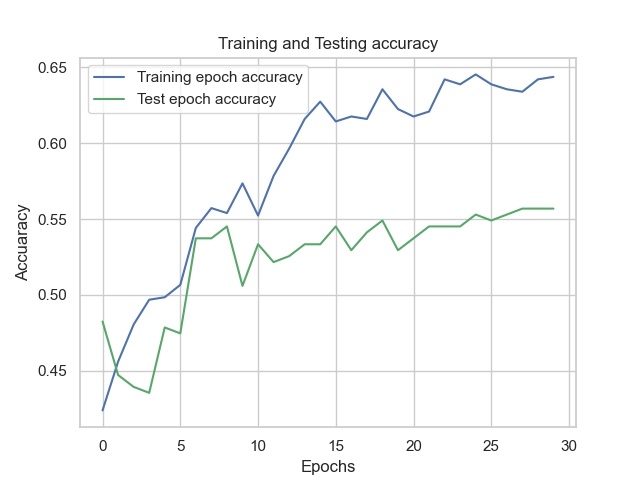 Training and Testing accuracy
Training epoch accuracy
Test epoch accuracy
0.65
0.60
0.55
0.50
0.45
Accuaracy
0 5 10 15 20 25 30
Epochs